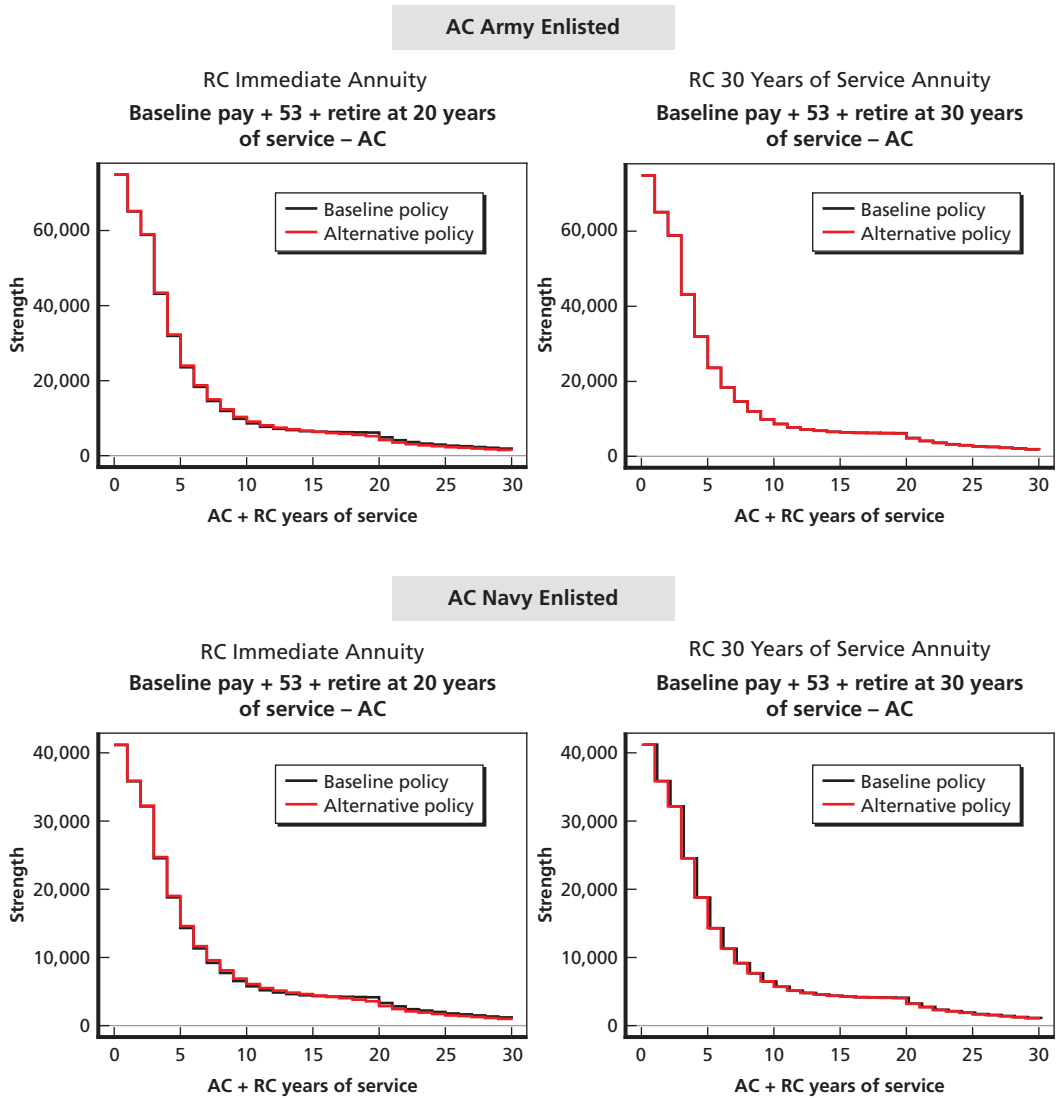 AC Army Enlisted
RC Immediate Annuity
Baseline pay + 53 + retire at 20 years
of service – AC
Strength
60,000
40,000
20,000
0
Baseline policy
Alternative policy
0 5 10 15 20 25 30
AC + RC years of service
RC 30 Years of Service Annuity
Baseline pay + 53 + retire at 30 years
of service – AC
Strength
60,000
40,000
20,000
0
Baseline policy
Alternative policy
0 5 10 15 20 25 30
AC + RC years of service
AC Navy Enlisted
RC Immediate Annuity
Baseline pay + 53 + retire at 20 years
of service – AC
Strength
40,000
30,000
20,000
10,000
0
Baseline policy
Alternative policy
0 5 10 15 20 25 30
AC + RC years of service
RC 30 Years of Service Annuity
Baseline pay + 53 + retire at 30 years
of service – AC
Strength
40,000
30,000
20,000
10,000
0
Baseline policy
Alternative policy
0 5 10 15 20 25 30
AC + RC years of service